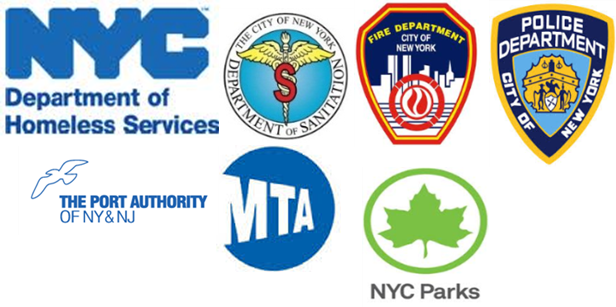 NYC
Department of
Homeless Services
THE CITY OF NEW YORK
DEPARTMENT OF SANITATION
S
FIRE DEPARTMENT
CITY OF
NEW YORK
POLICE
DEPARTMENT
CITY OF
NEW YORK
THE PORT AUTHORITY
OF NY & NJ
MTA
NYC Parks